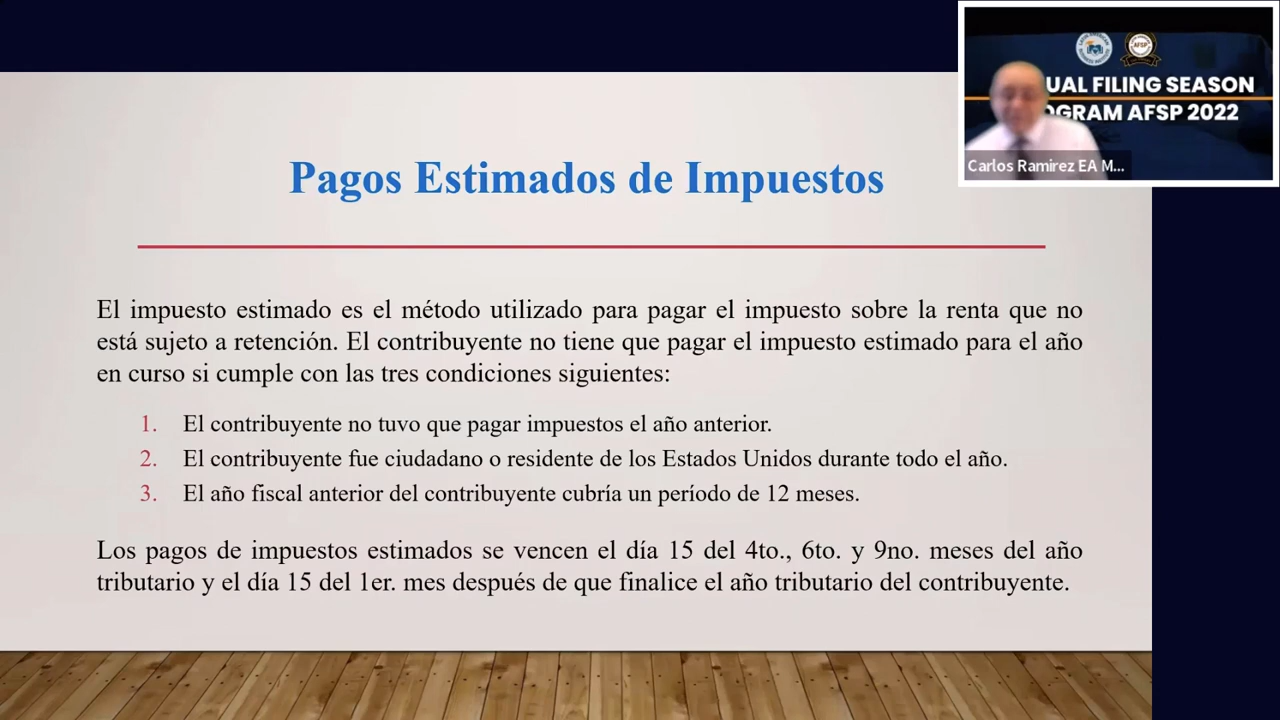 UAL FILING SEASON
OGRAM AFSP 2022
AFSP
Carlos Ramirez EA M...
Pagos Estimados de Impuestos
El impuesto estimado es el método utilizado para pagar el impuesto sobre la renta que no
está sujeto a retención. El contribuyente no tiene que pagar el impuesto estimado para el año
en curso si cumple con las tres condiciones siguientes:
1. El contribuyente no tuvo que pagar impuestos el año anterior.
2. El contribuyente fue ciudadano o residente de los Estados Unidos durante todo el año.
3. El año fiscal anterior del contribuyente cubría un período de 12 meses.
Los pagos de impuestos estimados se vencen el día 15 del 4to., 6to. y 9no. meses del año
tributario y el día 15 del 1er. mes después de que finalice el año tributario del contribuyente.